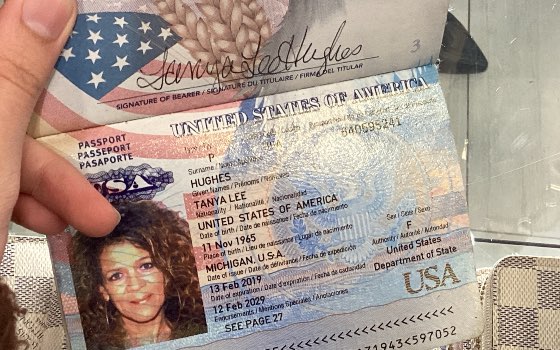 Tanya Lee Hughes
3
SIGNATURE OF BEARER / SIGNATURE DU TITULAIRE / FIRMA DEL TITULAR
UNITED STATES OF AMERICA
PASSPORT
PASSEPORT
PASAPORTE
USA
P
Surname /
HUGHES
Given Names / Prénoms / Nombres
TANYA LEE
Nationality / Nationalité / Nacionalidad
UNITED STATES OF AMERICA
Date of birth / Date de naissance / Fecha de nacimiento
11 Nov 1965
Place of birth / Lieu de naissance / Lugar de nacimiento
Sex / Sexe / Sexo
MICHIGAN, U.S.A.
F
Date of issue / Date de délivrance / Fecha de expedición
Authority / Autorité / Autoridad
13 Feb 2019
United States
Date of expiration / Date d'expiration / Fecha de caducidad
Department of State
12 Feb 2029
Endorsements / Mentions Spéciales / Anotaciones
SEE PAGE 27
USA
71943<597052